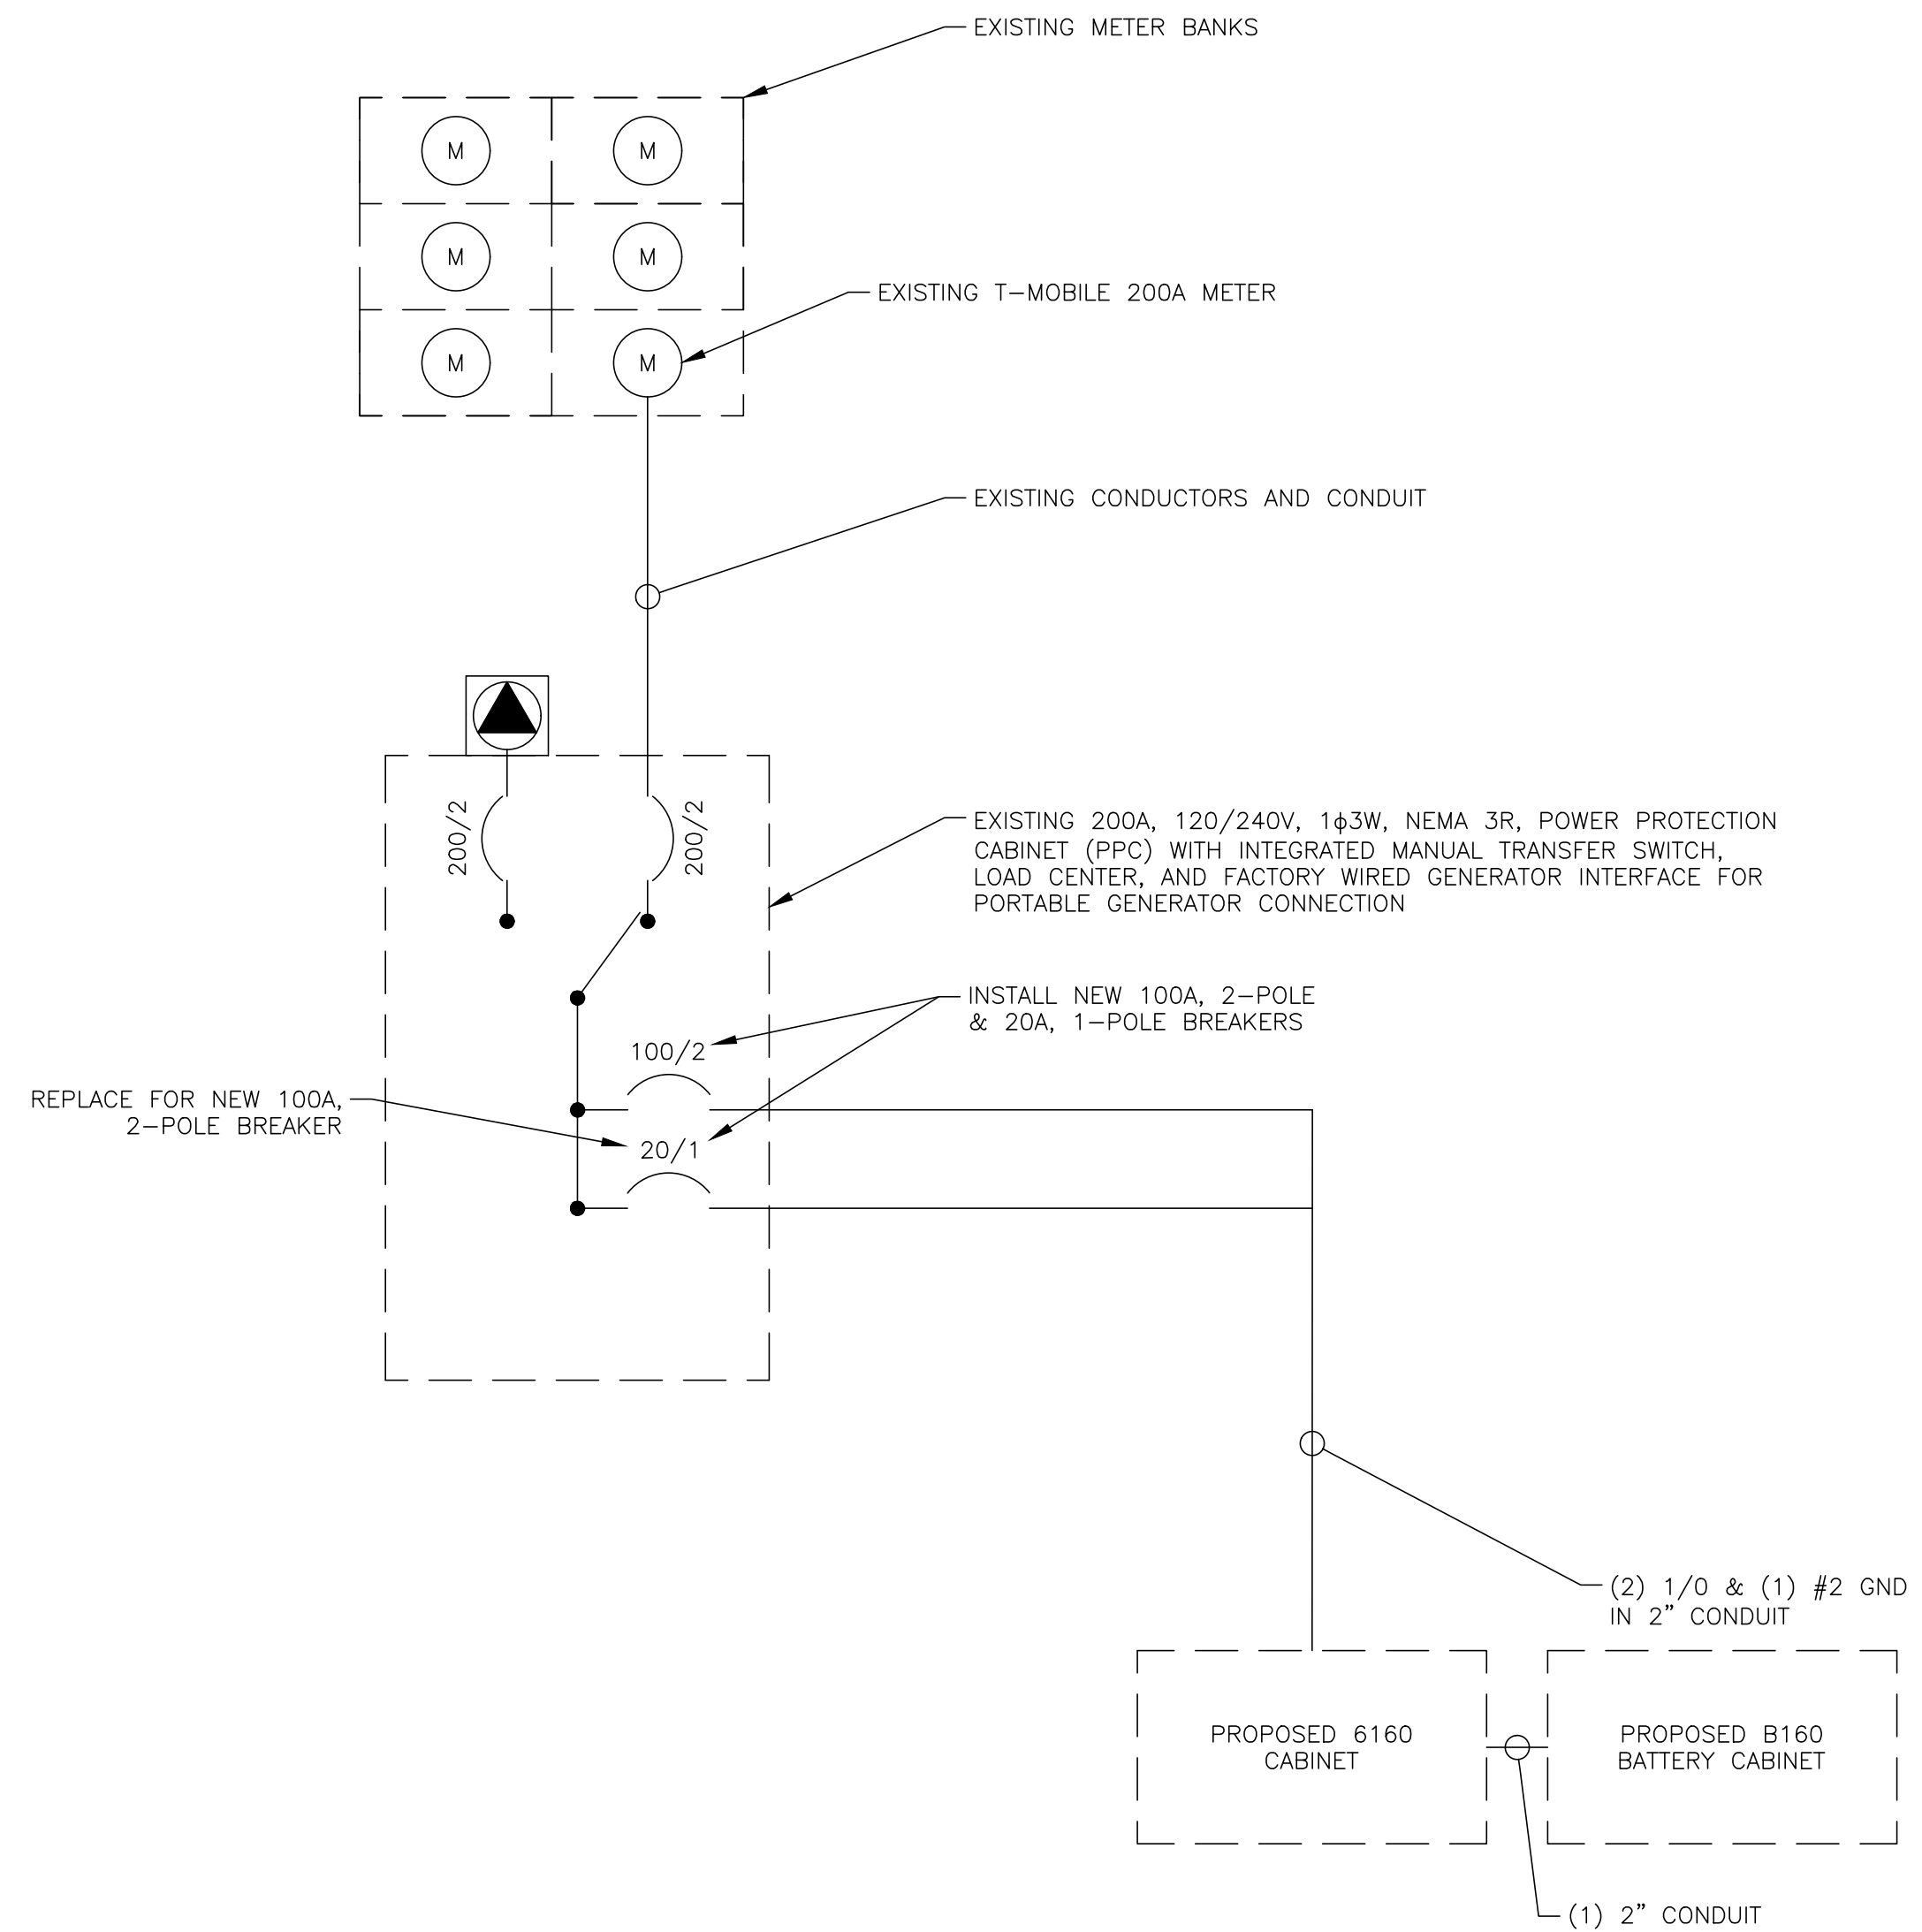 EXISTING METER BANKS
M M
M M
EXISTING T-MOBILE 200A METER
M M
EXISTING CONDUCTORS AND CONDUIT
200/2
200/2
EXISTING 200A, 120/240V, 1ϕ3W, NEMA 3R, POWER PROTECTION
CABINET (PPC) WITH INTEGRATED MANUAL TRANSFER SWITCH,
LOAD CENTER, AND FACTORY WIRED GENERATOR INTERFACE FOR
PORTABLE GENERATOR CONNECTION
INSTALL NEW 100A, 2-POLE
& 20A, 1-POLE BREAKERS
100/2
REPLACE FOR NEW 100A,
2-POLE BREAKER
20/1
(2) 1/0 & (1) #2 GND
IN 2" CONDUIT
PROPOSED 6160
CABINET
PROPOSED B160
BATTERY CABINET
(1) 2" CONDUIT